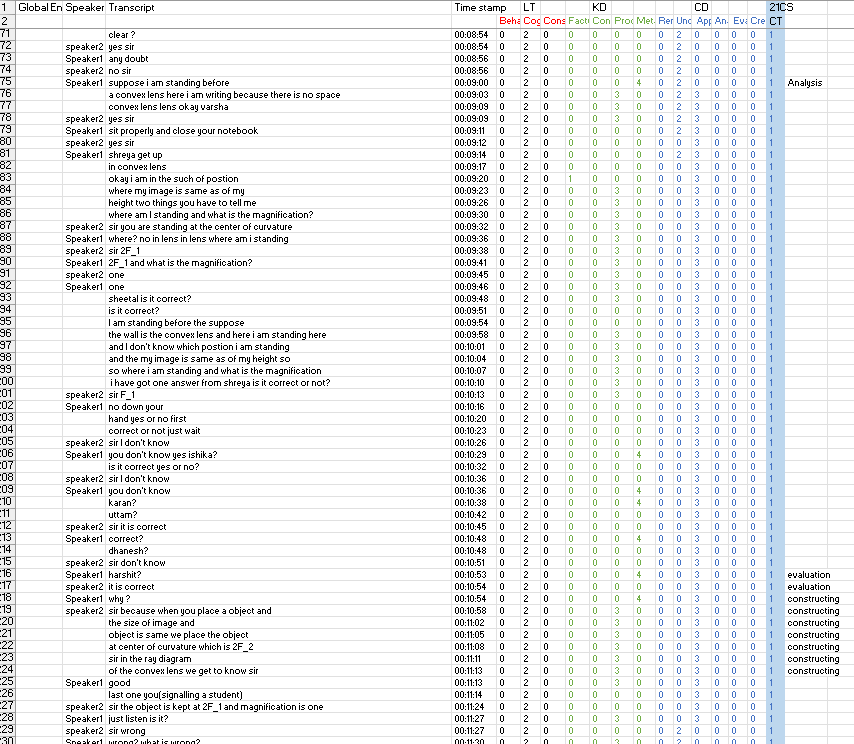 1 Global En Speaker Transcript Time stamp LT KD CD 21CS
2 Beha Cog Cons Fact Con Proc Meta Rer Unc App An Eva Cre CT
71 clear ? 00:08:54 0 2 0 0 0 0 0 0 2 0 0 0 0 1
72 speaker2 yes sir 00:08:54 0 2 0 0 0 0 0 0 2 0 0 0 0 1
73 Speaker1 any doubt 00:08:56 0 2 0 0 0 0 0 0 2 0 0 0 0 1
74 speaker2 no sir 00:08:56 0 2 0 0 0 0 0 0 2 0 0 0 0 1
75 Speaker1 suppose i am standing before 00:09:00 0 2 0 0 0 0 4 0 2 0 0 0 0 1 Analysis
76 a convex lens here i am writing because there is no space 00:09:03 0 2 0 0 0 3 0 0 2 3 0 0 0 1
77 convex lens lens okay varsha 00:09:09 0 2 0 0 0 3 0 0 2 3 0 0 0 1
78 speaker2 yes sir 00:09:09 0 2 0 0 0 3 0 0 2 3 0 0 0 1
79 Speaker1 sit properly and close your notebook 00:09:11 0 2 0 0 0 3 0 0 2 3 0 0 0 1
80 speaker2 yes sir 00:09:12 0 2 0 0 0 3 0 0 2 3 0 0 0 1
81 Speaker1 shreya get up 00:09:14 0 2 0 0 0 3 0 0 2 3 0 0 0 1
82 in convex lens 00:09:17 0 2 0 0 0 0 0 0 0 3 0 0 0 1
83 okay i am in the such of postion 00:09:20 0 2 0 1 0 0 0 0 0 3 0 0 0 1
84 where my image is same as of my 00:09:23 0 2 0 0 0 3 0 0 0 3 0 0 0 1
85 height two things you have to tell me 00:09:26 0 2 0 0 0 3 0 0 0 3 0 0 0 1
86 where am I standing and what is the magnification? 00:09:30 0 2 0 0 0 3 0 0 0 3 0 0 0 1
87 speaker2 sir you are standing at the center of curvature 00:09:32 0 2 0 0 0 3 0 0 0 3 0 0 0 1
88 Speaker1 where? no in lens in lens where am i standing 00:09:36 0 2 0 0 0 3 0 0 0 3 0 0 0 1
89 speaker2 sir 2F_1 00:09:38 0 2 0 0 0 3 0 0 0 3 0 0 0 1
90 Speaker1 2F_1 and what is the magnification? 00:09:41 0 2 0 0 0 3 0 0 0 3 0 0 0 1
91 speaker2 one 00:09:45 0 2 0 0 0 3 0 0 0 3 0 0 0 1
92 Speaker1 one 00:09:46 0 2 0 0 0 3 0 0 0 3 0 0 0 1
93 sheetal is it correct? 00:09:48 0 2 0 0 0 3 0 0 0 3 0 0 0 1
94 is it correct? 00:09:51 0 2 0 0 0 3 0 0 0 3 0 0 0 1
95 I am standing before the suppose 00:09:54 0 2 0 0 0 3 0 0 0 3 0 0 0 1
96 the wall is the convex lens and here i am standing here 00:09:58 0 2 0 0 0 3 0 0 0 3 0 0 0 1
97 and I don't know which postion i am standing 00:10:01 0 2 0 0 0 3 0 0 0 3 0 0 0 1
98 and the my image is same as of my height so 00:10:04 0 2 0 0 0 3 0 0 0 3 0 0 0 1
99 so where i am standing and what is the magnification 00:10:07 0 2 0 0 0 3 0 0 0 3 0 0 0 1
200 i have got one answer from shreya is it correct or not? 00:10:10 0 2 0 0 0 3 0 0 0 3 0 0 0 1
201 speaker2 sir F_1 00:10:13 0 2 0 0 0 3 0 0 0 3 0 0 0 1
202 Speaker1 no down your 00:10:16 0 2 0 0 0 3 0 0 0 3 0 0 0 1
203 hand yes or no first 00:10:20 0 2 0 0 0 3 0 0 0 3 0 0 0 1
204 correct or not just wait 00:10:23 0 2 0 0 0 3 0 0 0 3 0 0 0 1
205 speaker2 sir I don't know 00:10:26 0 2 0 0 0 3 0 0 0 3 0 0 0 1
206 Speaker1 you don't know yes ishika? 00:10:29 0 2 0 0 0 0 4 0 0 3 0 0 0 1
207 is it correct yes or no? 00:10:32 0 2 0 0 0 3 0 0 0 3 0 0 0 1
208 speaker2 sir I don't know 00:10:36 0 2 0 0 0 3 0 0 0 3 0 0 0 1
209 Speaker1 you don't know 00:10:36 0 2 0 0 0 0 4 0 0 3 0 0 0 1
210 karan? 00:10:38 0 2 0 0 0 0 4 0 0 3 0 0 0 1
211 uttam? 00:10:42 0 2 0 0 0 0 0 0 0 3 0 0 0 1
212 speaker2 sir it is correct 00:10:45 0 2 0 0 0 0 0 0 0 3 0 0 0 1
213 Speaker1 correct? 00:10:48 0 2 0 0 0 0 4 0 0 3 0 0 0 1
214 dhanesh? 00:10:48 0 2 0 0 0 0 0 0 0 3 0 0 0 1
215 speaker2 sir don't know 00:10:51 0 2 0 0 0 0 0 0 0 3 0 0 0 1
216 Speaker1 harshit? 00:10:53 0 2 0 0 0 0 4 0 0 3 0 0 0 1 evaluation
217 speaker2 it is correct 00:10:54 0 2 0 0 0 0 4 0 0 3 0 0 0 1 evaluation
218 Speaker1 why ? 00:10:54 0 2 0 0 0 0 4 0 0 3 0 0 0 1 constructing
219 speaker2 sir because when you place a object and 00:10:58 0 2 0 0 0 3 0 0 0 3 0 0 0 1 constructing
220 the size of image and 00:11:02 0 2 0 0 0 3 0 0 0 3 0 0 0 1 constructing
221 object is same we place the object 00:11:05 0 2 0 0 0 3 0 0 0 3 0 0 0 1 constructing
222 at center of curvature which is 2F_2 00:11:08 0 2 0 0 0 3 0 0 0 3 0 0 0 1 constructing
223 sir in the ray diagram 00:11:11 0 2 0 0 0 3 0 0 0 3 0 0 0 1 constructing
224 of the convex lens we get to know sir 00:11:13 0 2 0 0 0 3 0 0 0 3 0 0 0 1 constructing
225 Speaker1 good 00:11:13 0 2 0 0 0 3 0 0 0 3 0 0 0 1
226 last one you(signalling a student) 00:11:14 0 2 0 0 0 3 0 0 0 3 0 0 0 1
227 speaker2 sir the object is kept at 2F_1 and magnification is one 00:11:24 0 2 0 0 0 3 0 0 0 3 0 0 0 1
228 Speaker1 just listen is it? 00:11:27 0 2 0 0 0 3 0 0 0 3 0 0 0 1
229 speaker2 sir wrong 00:11:27 0 2 0 0 0 3 0 0 2 0 0 0 0 1
230 Speaker1 wrong? what is wrong? 00:11:30 0 2 0 0 0 3 0 0 2 0 0 0 0 1